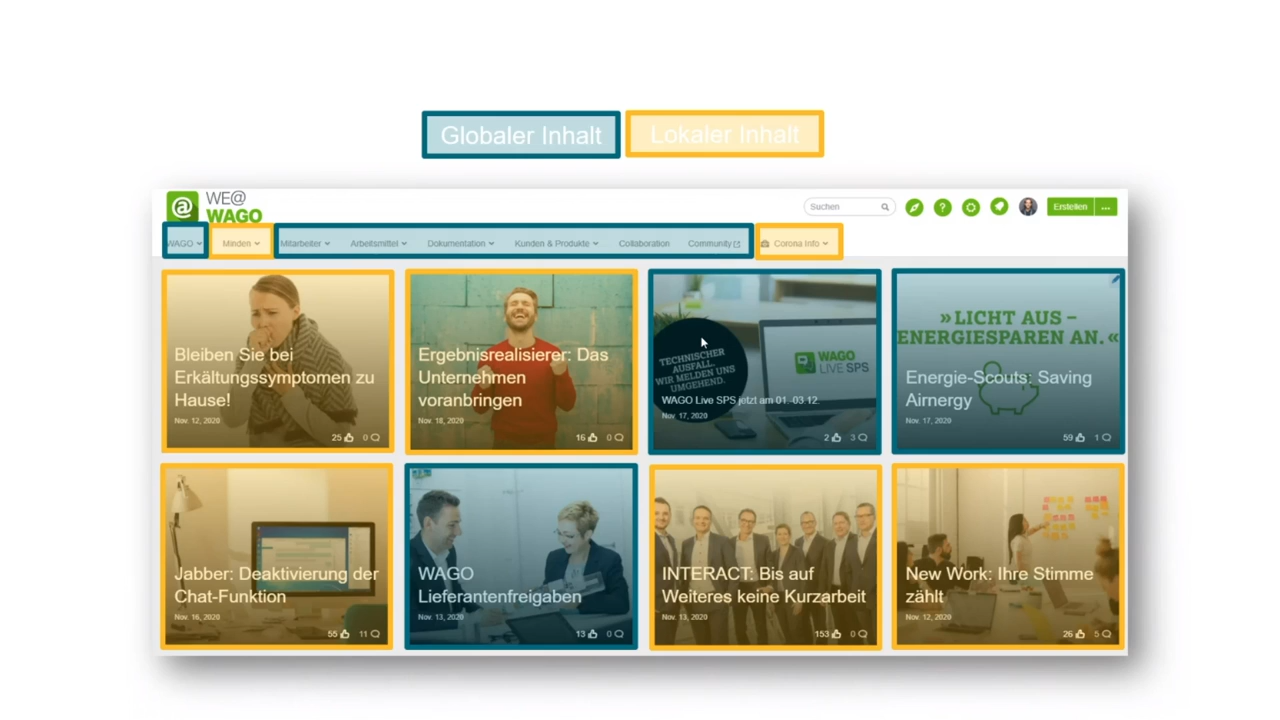 Globaler Inhalt
Lokaler Inhalt
@
WE@
WAGO
Suchen
?
Erstellen
...
WAGO
Minden
Mitarbeiter
Arbeitsmittel
Dokumentation
Kunden & Produkte
Collaboration
Community
Corona Info
Bleiben Sie bei
Erkältungssymptomen zu
Hause!
Nov. 12, 2020
25
0
Ergebnisrealisierer: Das
Unternehmen
voranbringen
Nov. 18, 2020
16
0
TECHNISCHER
AUSFALL.
WIR MELDEN UNS
UMGEHEND.
WAGO
LIVE SPS
WAGO Live SPS jetzt am 01.-03.12.
Nov. 17, 2020
2
3
»LICHT AUS –
ENERGIESPAREN AN.«
Energie-Scouts: Saving
Airnergy
Nov. 17, 2020
59
1
Jabber: Deaktivierung der
Chat-Funktion
Nov. 16, 2020
55
11
WAGO
Lieferantenfreigaben
Nov. 13, 2020
13
0
INTERACT: Bis auf
Weiteres keine Kurzarbeit
Nov. 13, 2020
153
0
New Work: Ihre Stimme
zählt
Nov. 12, 2020
26
5